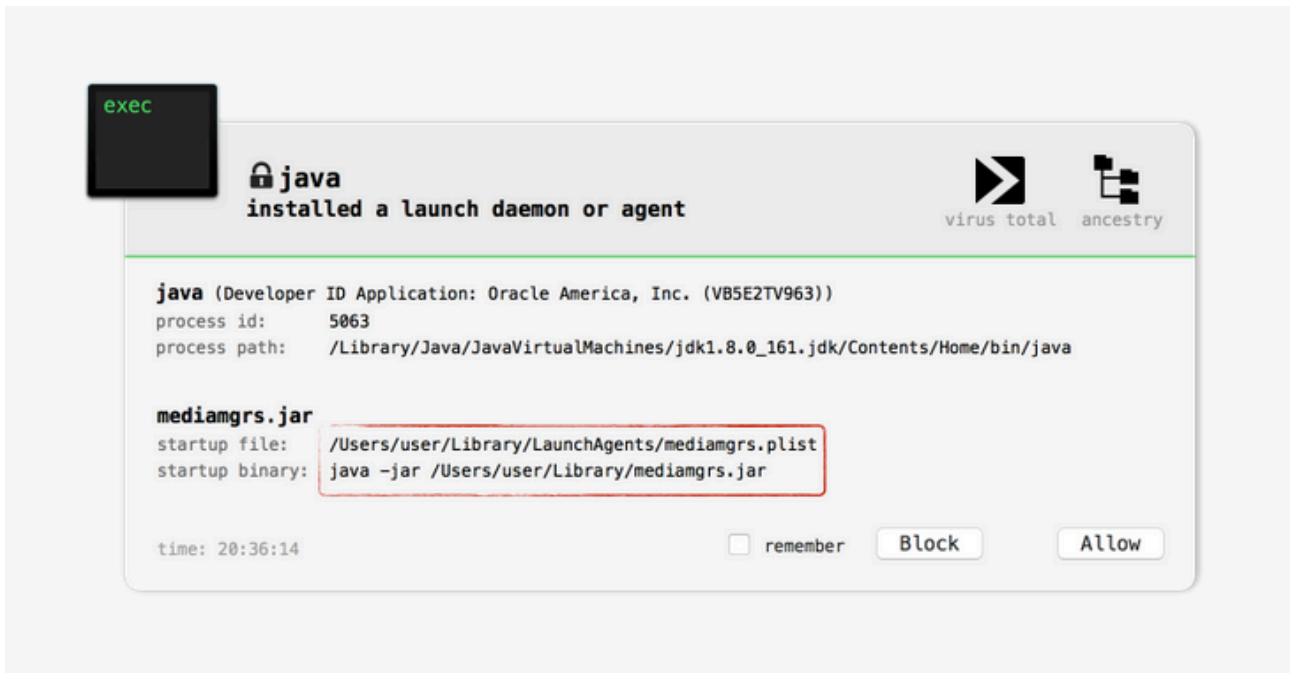 exec
java
installed a launch daemon or agent
virus total
ancestry
java (Developer ID Application: Oracle America, Inc. (VB5E2TV963))
process id: 5063
process path: /Library/Java/JavaVirtualMachines/jdk1.8.0_161.jdk/Contents/Home/bin/java
mediamgrs.jar
startup file: /Users/user/Library/LaunchAgents/mediamgrs.plist
startup binary: java -jar /Users/user/Library/mediamgrs.jar
time: 20:36:14
remember
Block
Allow